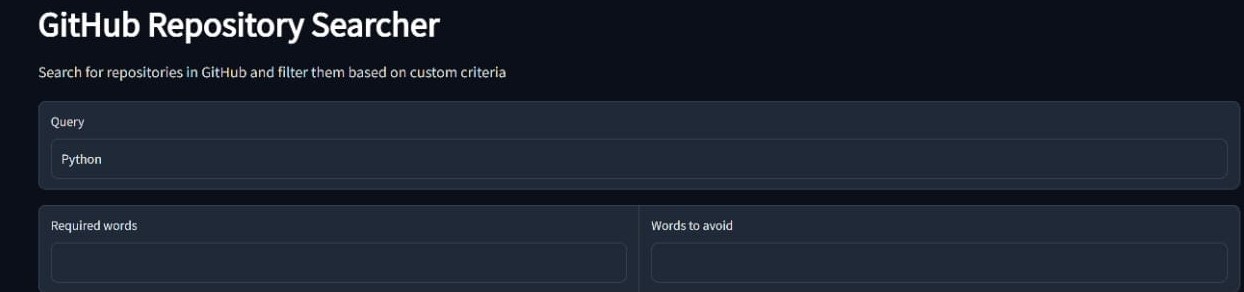 GitHub Repository Searcher
Search for repositories in GitHub and filter them based on custom criteria
Query
Python
Required words
Words to avoid